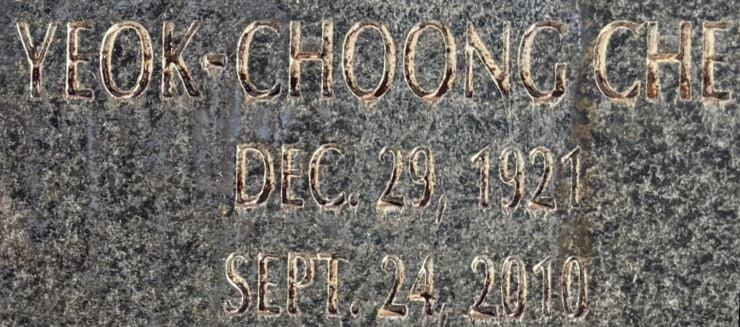 YEOK-CHOONG CHE
DEC. 29, 1921
SEPT. 24, 2010